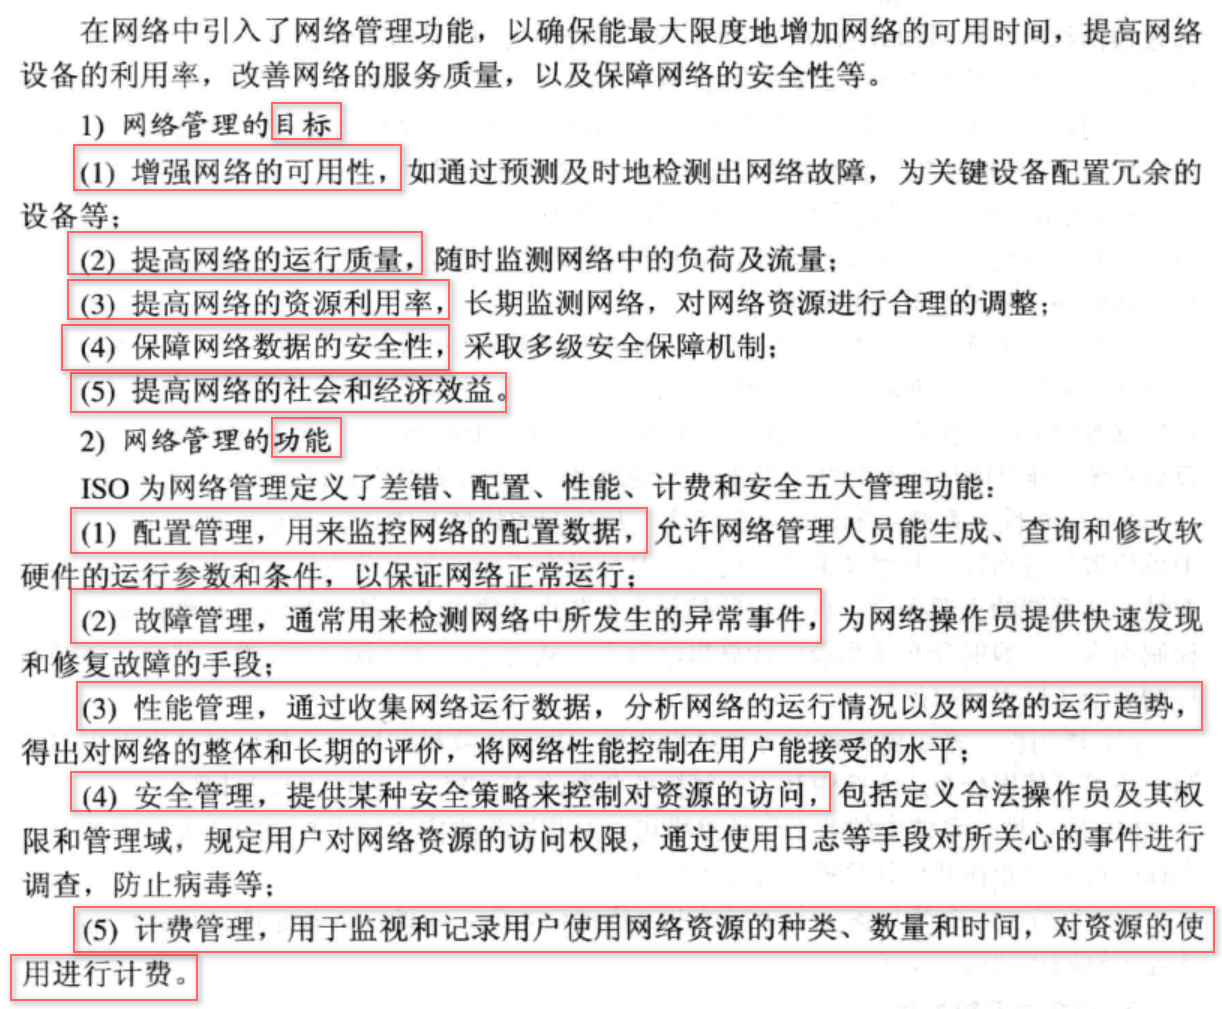 在网络中引入了网络管理功能，以确保能最大限度地增加网络的可用时间，提高网络
设备的利用率，改善网络的服务质量，以及保障网络的安全性等。
1) 网络管理的目标
(1) 增强网络的可用性，如通过预测及时地检测出网络故障，为关键设备配置冗余的
设备等；
(2) 提高网络的运行质量，随时监测网络中的负荷及流量；
(3) 提高网络的资源利用率，长期监测网络，对网络资源进行合理的调整；
(4) 保障网络数据的安全性，采取多级安全保障机制；
(5) 提高网络的社会和经济效益。
2) 网络管理的功能
ISO 为网络管理定义了差错、配置、性能、计费和安全五大管理功能：
(1) 配置管理，用来监控网络的配置数据，允许网络管理人员能生成、查询和修改软
硬件的运行参数和条件，以保证网络正常运行；
(2) 故障管理，通常用来检测网络中所发生的异常事件，为网络操作员提供快速发现
和修复故障的手段；
(3) 性能管理，通过收集网络运行数据，分析网络的运行情况以及网络的运行趋势，
得出对网络的整体和长期的评价，将网络性能控制在用户能接受的水平；
(4) 安全管理，提供某种安全策略来控制对资源的访问，包括定义合法操作员及其权
限和管理域，规定用户对网络资源的访问权限，通过使用日志等手段对所关心的事件进行
调查，防止病毒等；
(5) 计费管理，用于监视和记录用户使用网络资源的种类、数量和时间，对资源的使
用进行计费。